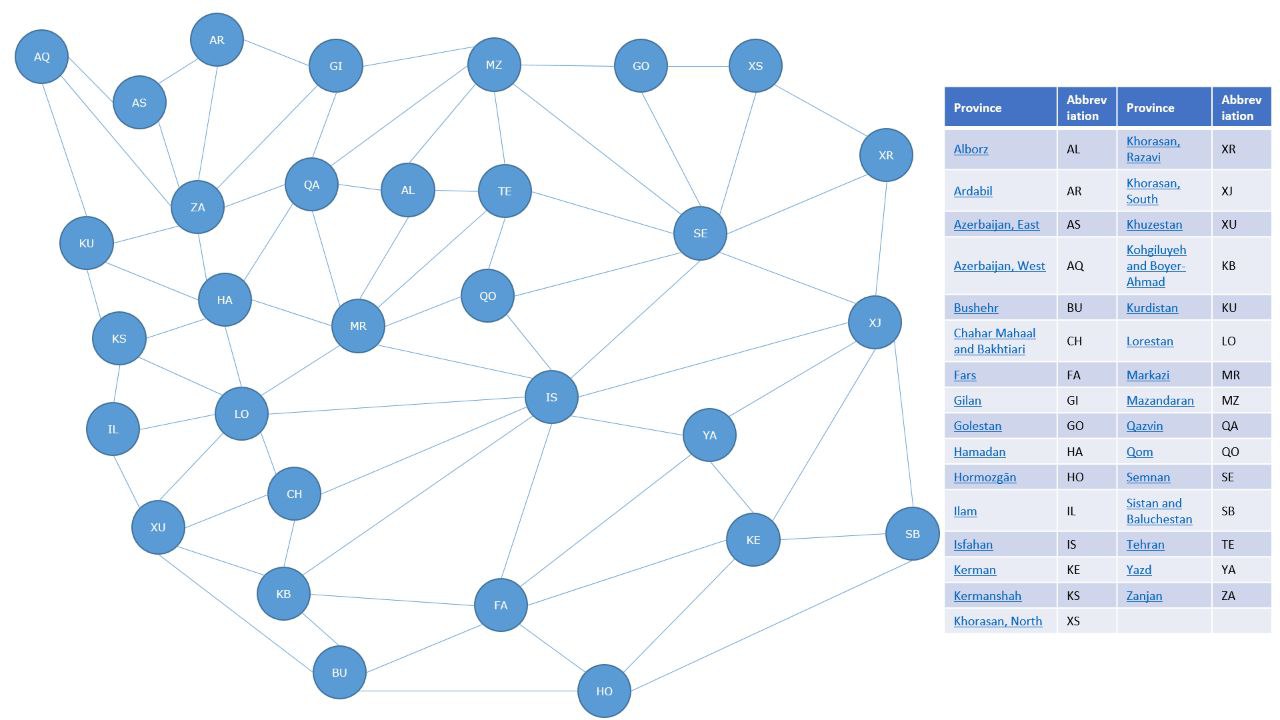 AQ
AR
AS
GI
MZ
GO
XS
XR
ZA
QA
AL
TE
SE
KU
HA
MR
QO
XJ
KS
IL
LO
IS
YA
CH
XU
KE
SB
KB
FA
BU
HO
Province Abbrev iation Province Abbrev iation
Alborz AL Khorasan, Razavi XR
Ardabil AR Khorasan, South XJ
Azerbaijan, East AS Khuzestan XU
Azerbaijan, West AQ Kohgiluyeh and Boyer-Ahmad KB
Bushehr BU Kurdistan KU
Chahar Mahaal and Bakhtiari CH Lorestan LO
Fars FA Markazi MR
Gilan GI Mazandaran MZ
Golestan GO Qazvin QA
Hamadan HA Qom QO
Hormozgān HO Semnan SE
Ilam IL Sistan and Baluchestan SB
Isfahan IS Tehran TE
Kerman KE Yazd YA
Kermanshah KS Zanjan ZA
Khorasan, North XS